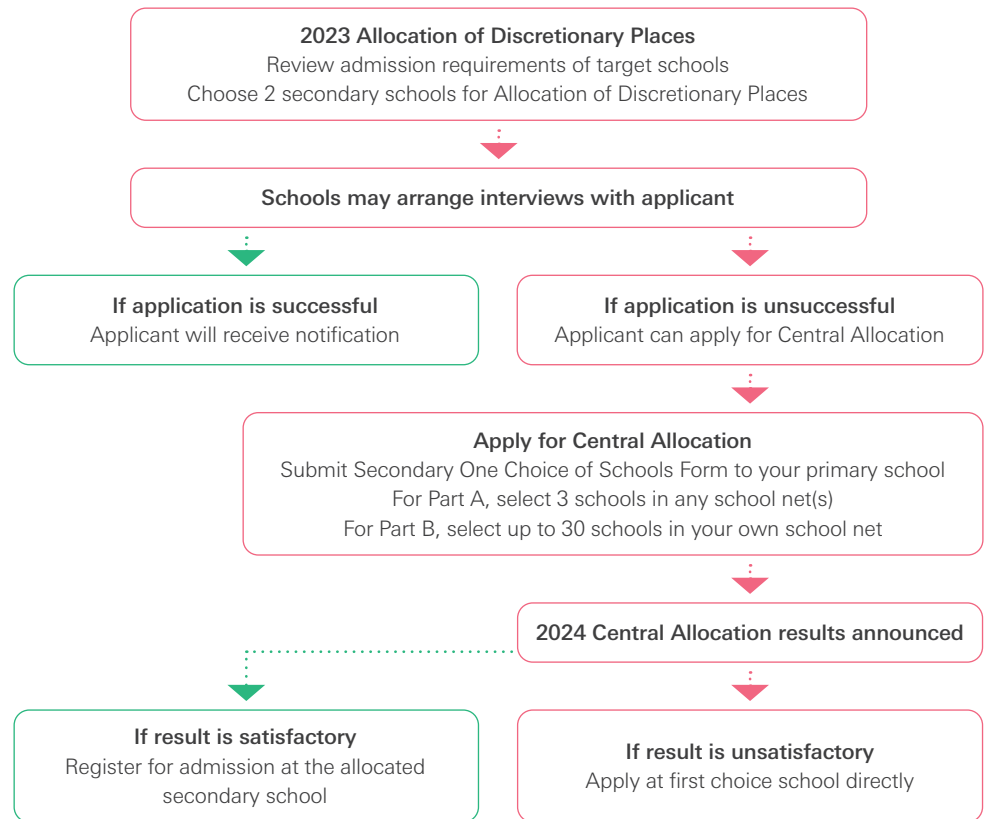 2023 Allocation of Discretionary Places
Review admission requirements of target schools
Choose 2 secondary schools for Allocation of Discretionary Places
Schools may arrange interviews with applicant
If application is successful
Applicant will receive notification
If application is unsuccessful
Applicant can apply for Central Allocation
Apply for Central Allocation
Submit Secondary One Choice of Schools Form to your primary school
For Part A, select 3 schools in any school net(s)
For Part B, select up to 30 schools in your own school net
2024 Central Allocation results announced
If result is satisfactory
Register for admission at the allocated
secondary school
If result is unsatisfactory
Apply at first choice school directly